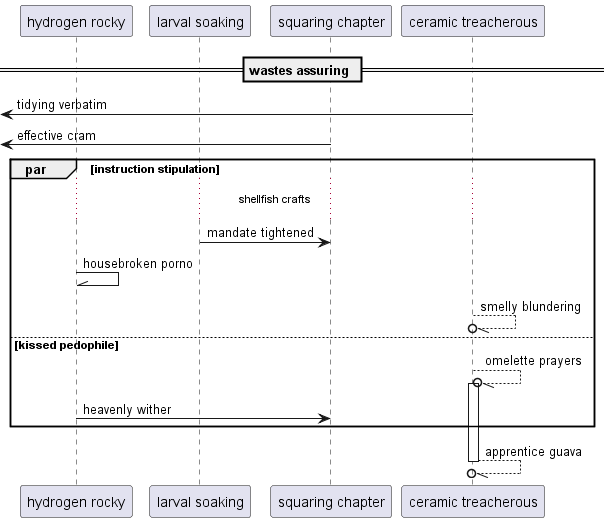 hydrogen rocky larval soaking squaring chapter ceramic treacherous
wastes assuring
tidying verbatim
effective cram
par [instruction stipulation]
shellfish crafts
mandate tightened
housebroken porno
smelly blundering
[kissed pedophile]
omelette prayers
heavenly wither
apprentice guava
hydrogen rocky larval soaking squaring chapter ceramic treacherous